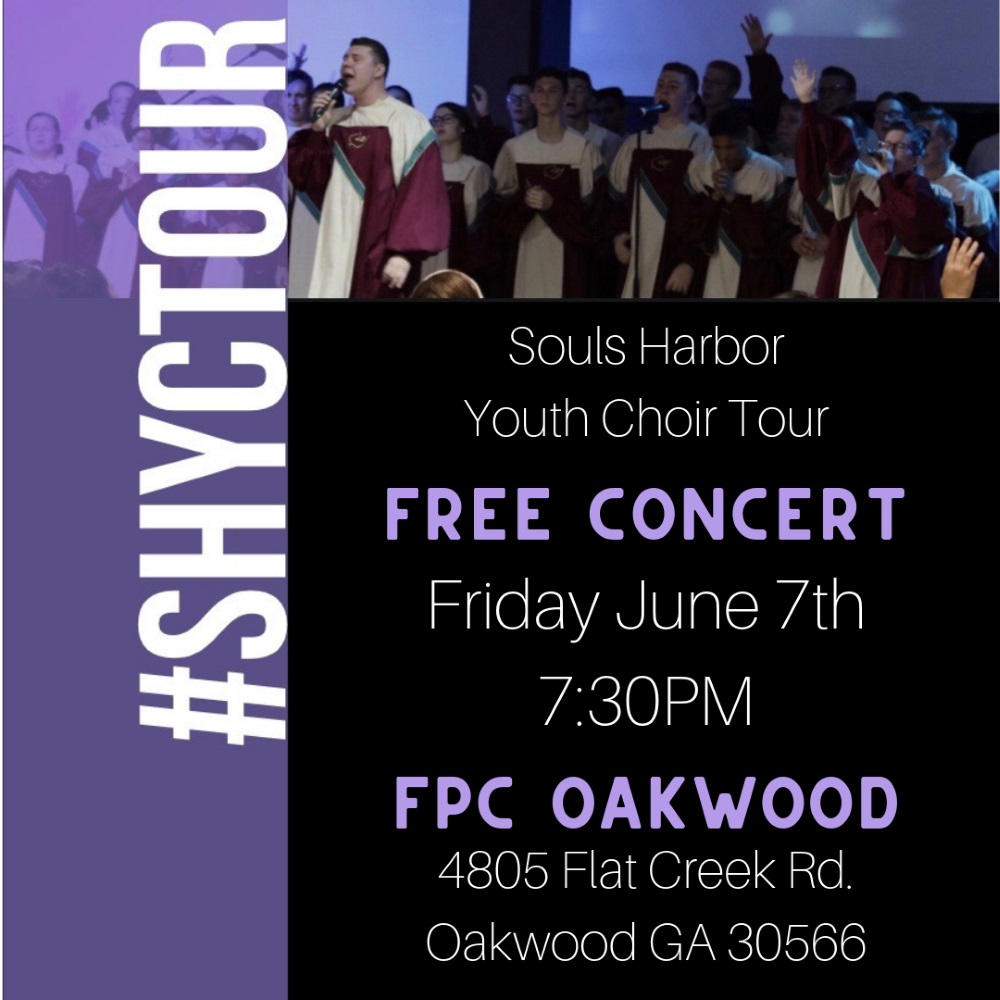 #SHYCTOUR
Souls Harbor
Youth Choir Tour
FREE CONCERT
Friday June 7th
7:30PM
FPC OAKWOOD
4805 Flat Creek Rd.
Oakwood GA 30566